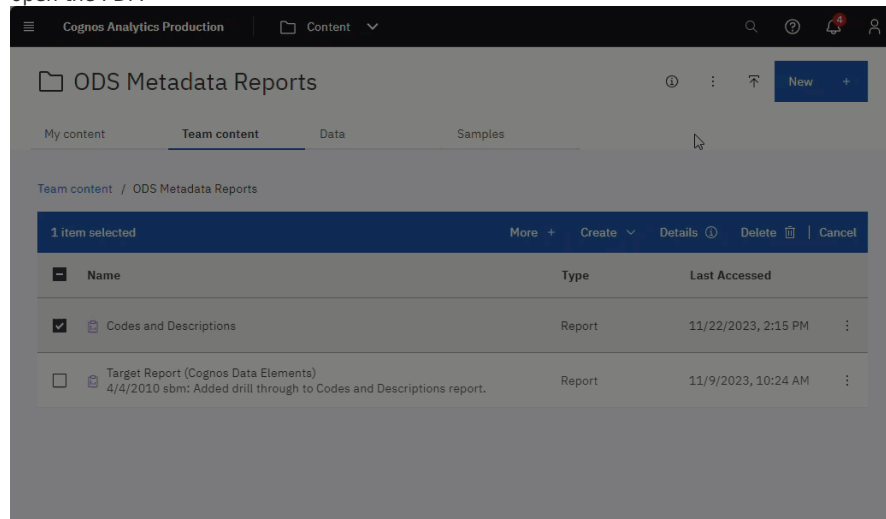 Cognos Analytics Production Content 4
ODS Metadata Reports New +
My content Team content Data Samples
Team content / ODS Metadata Reports
1 item selected More + Create Details Delete | Cancel
Name Type Last Accessed
Codes and Descriptions Report 11/22/2023, 2:15 PM
Target Report (Cognos Data Elements)
4/4/2010 sbm: Added drill through to Codes and Descriptions report. Report 11/9/2023, 10:24 AM